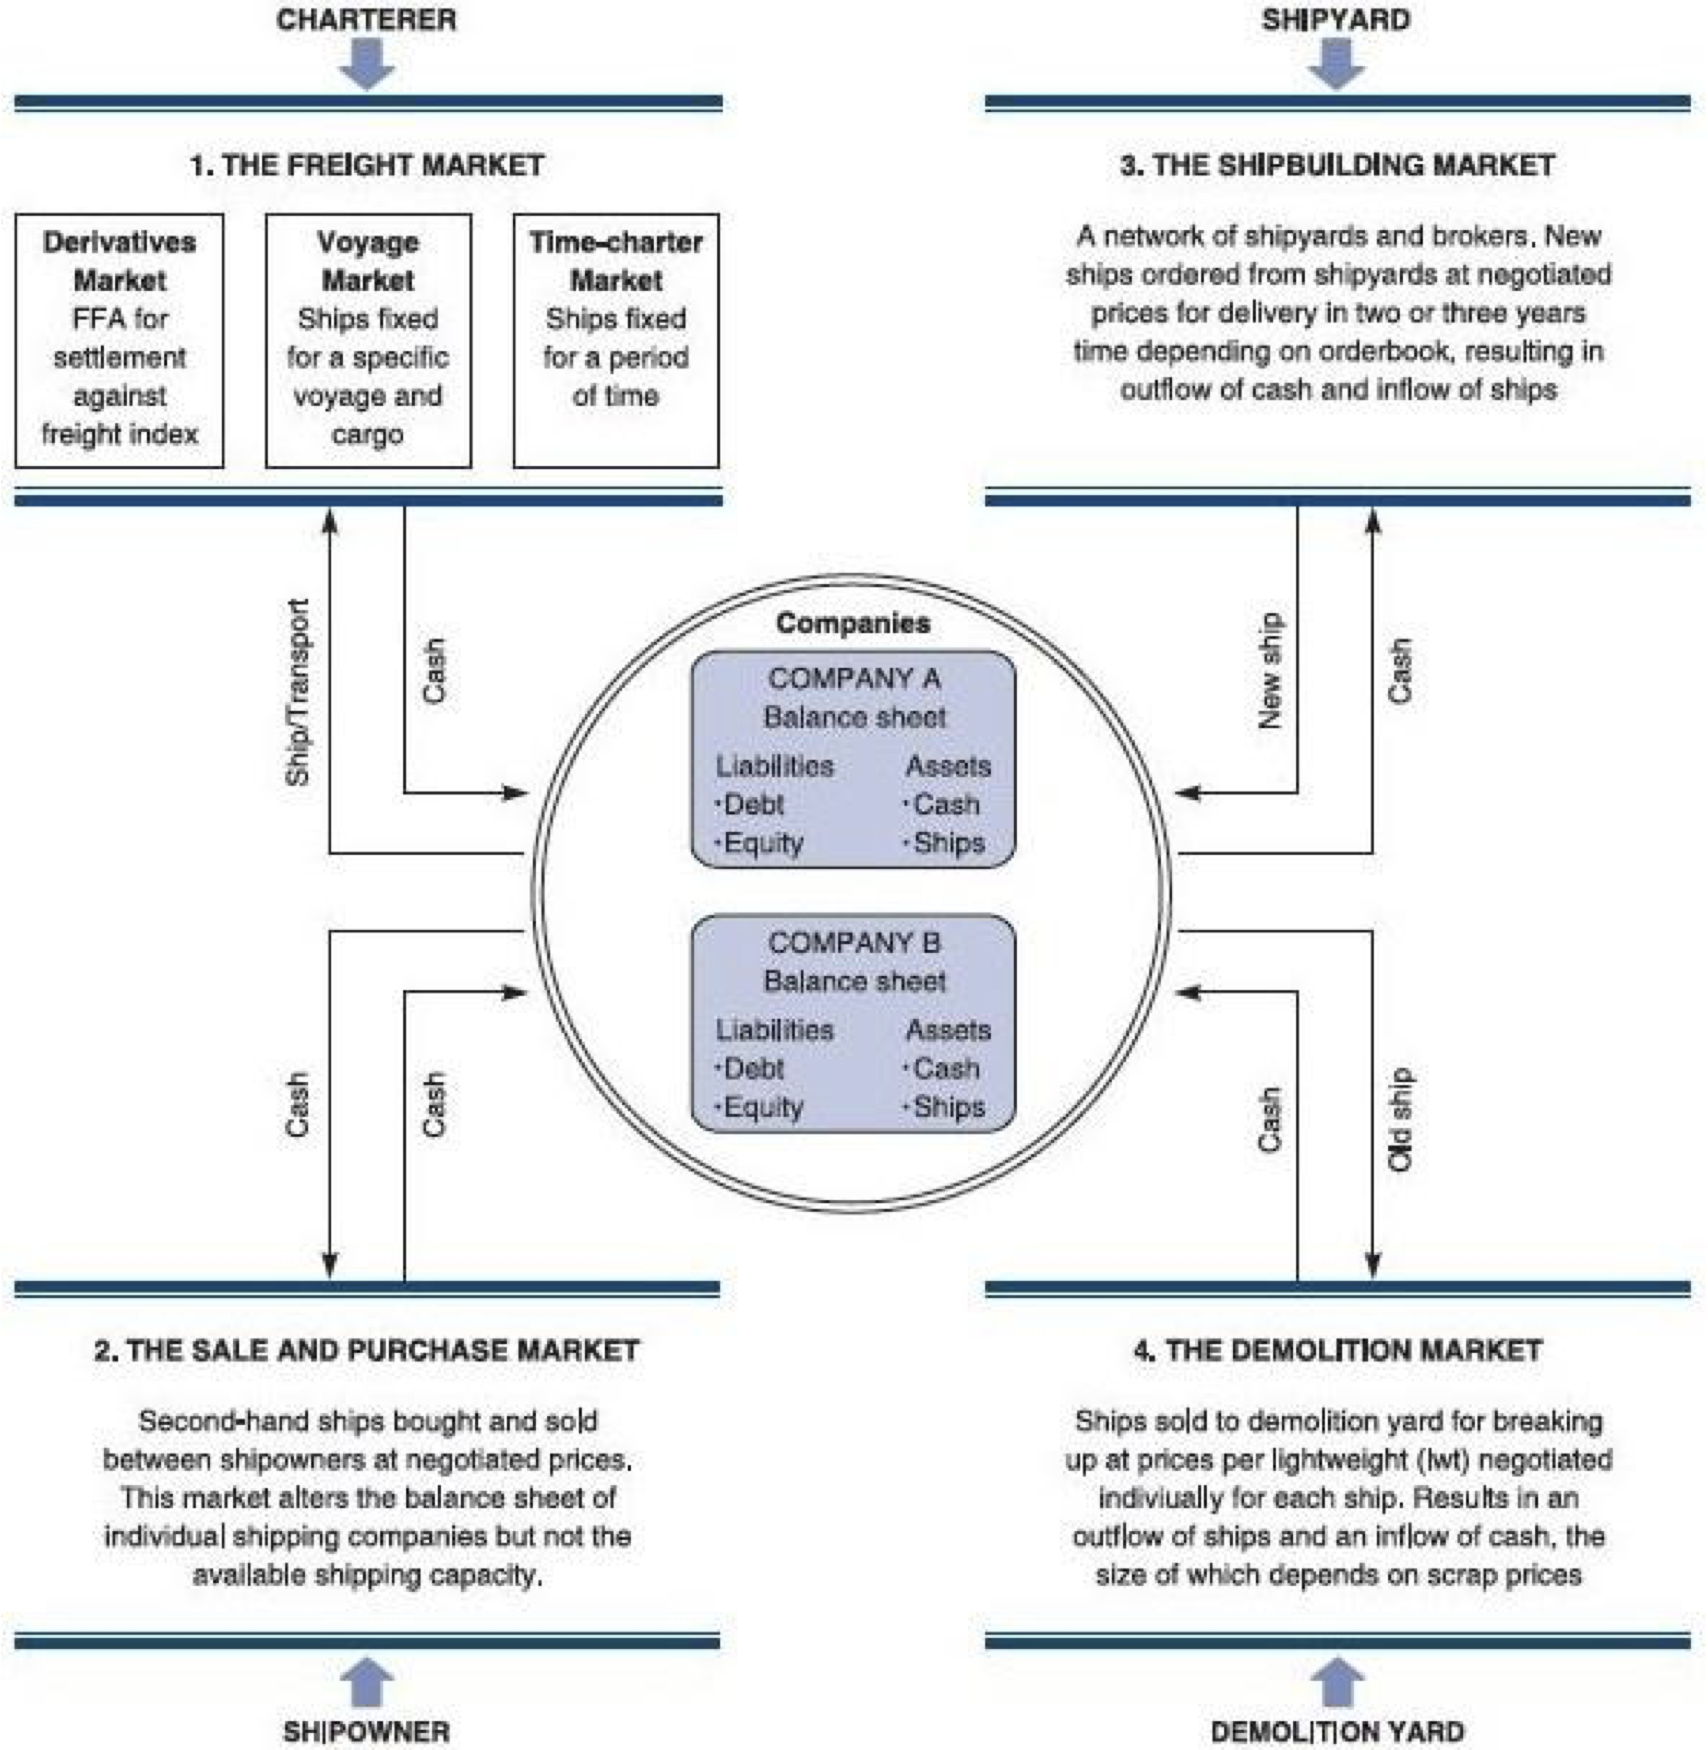 CHARTERER
1. THE FREIGHT MARKET
Derivatives
Market
FFA for
settlement
against
freight index
Voyage
Market
Ships fixed
for a specific
voyage and
cargo
Time-charter
Market
Ships fixed
for a period
of time
SHIPYARD
3. THE SHIPBUILDING MARKET
A network of shipyards and brokers. New
ships ordered from shipyards at negotiated
prices for delivery in two or three years
time depending on orderbook, resulting in
outflow of cash and inflow of ships
Ship/Transport
Cash
New ship
Cash
Companies
COMPANY A
Balance sheet
Liabilities Assets
·Debt ·Cash
·Equity ·Ships
COMPANY B
Balance sheet
Liabilities Assets
·Debt ·Cash
·Equity ·Ships
Cash
Cash
Cash
Old ship
2. THE SALE AND PURCHASE MARKET
Second-hand ships bought and sold
between shipowners at negotiated prices.
This market alters the balance sheet of
individual shipping companies but not the
available shipping capacity.
SHIPOWNER
4. THE DEMOLITION MARKET
Ships sold to demolition yard for breaking
up at prices per lightweight (lwt) negotiated
indiviually for each ship. Results in an
outflow of ships and an inflow of cash, the
size of which depends on scrap prices
DEMOLITION YARD